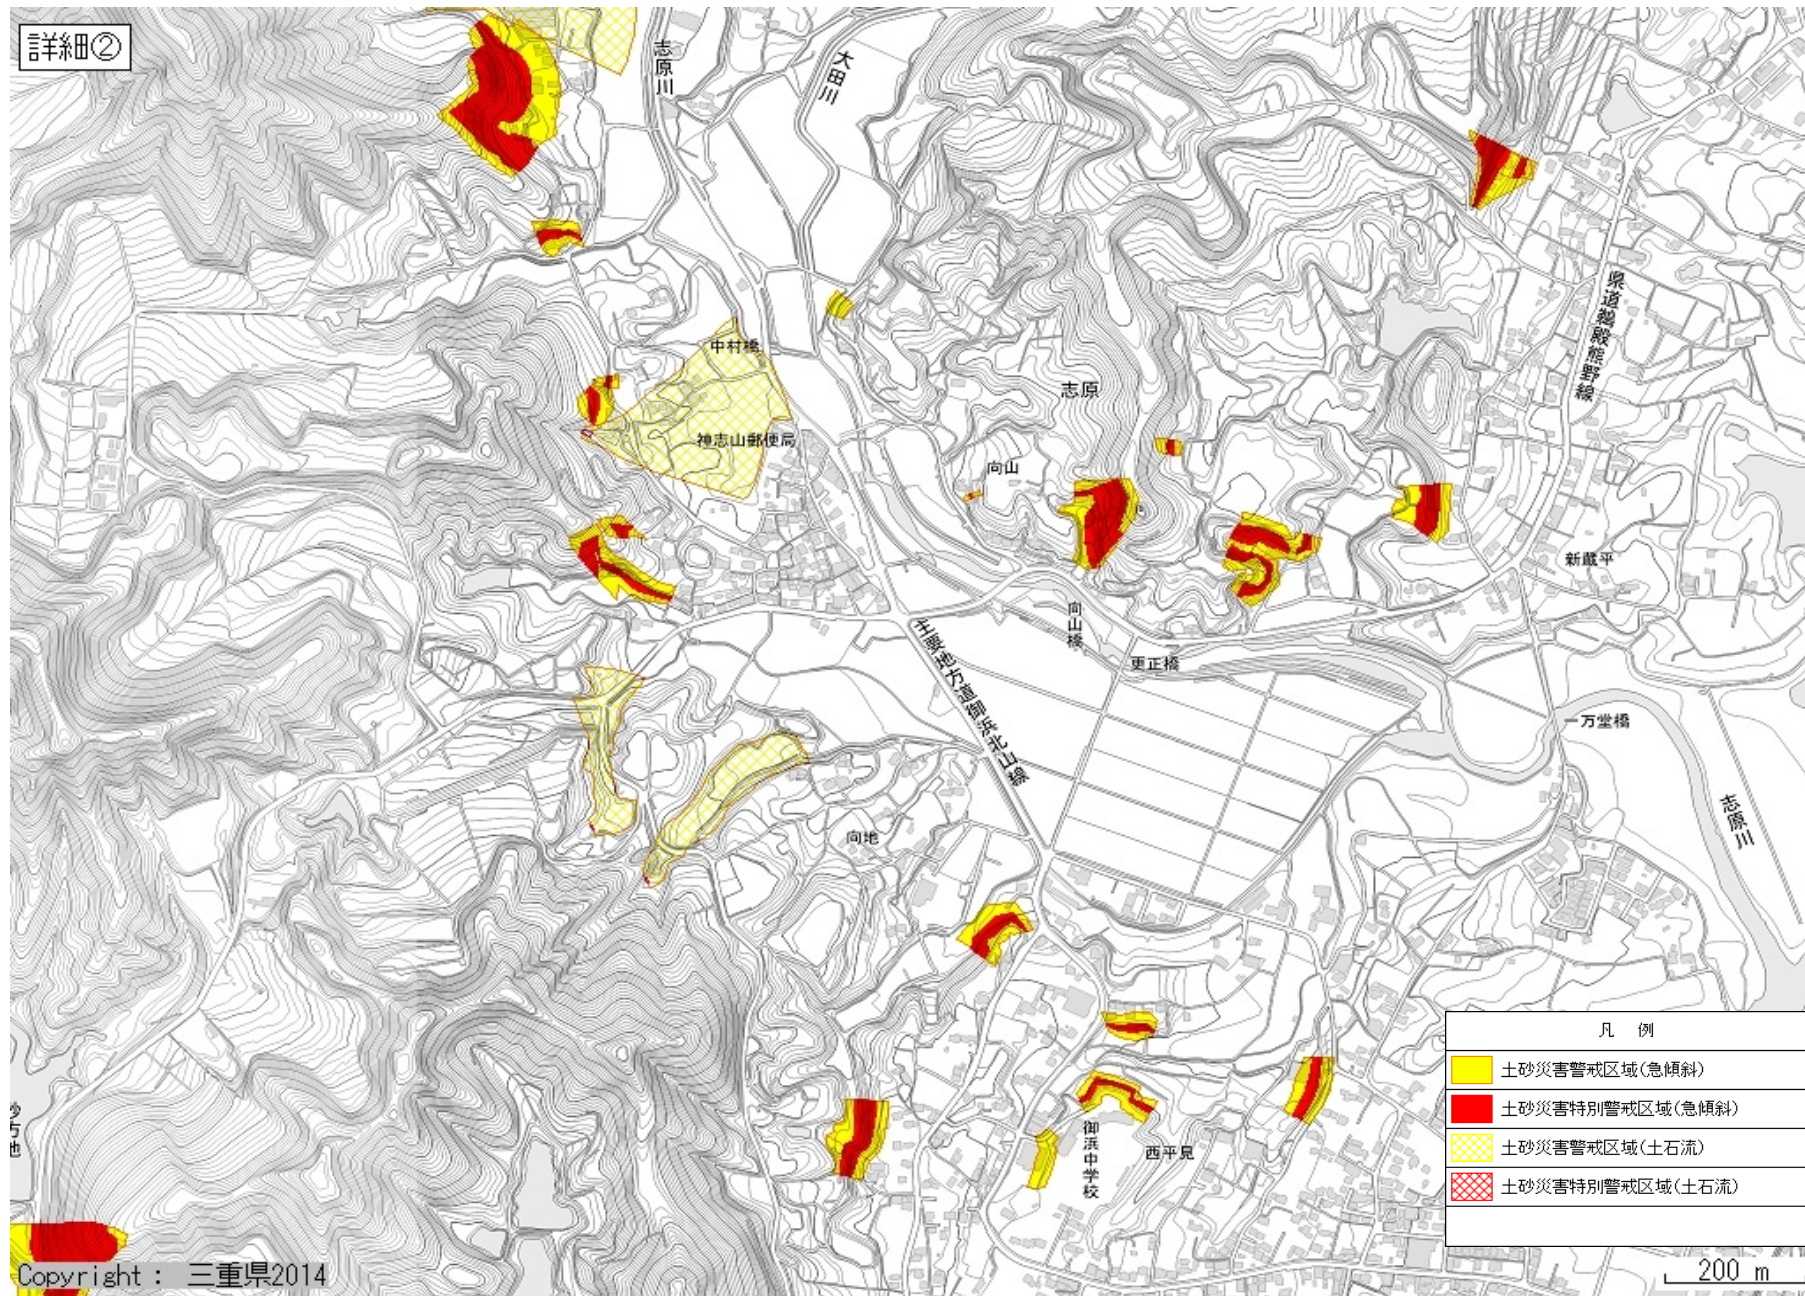 詳細②
志原川
大田川
県道鵜殿熊野線
中村橋
志原
神志山郵便局
向山
新蔵平
向山橋
主要地方道御浜北山線
更正橋
一万堂橋
志原川
向地
御浜中学校
西平見
方地
凡 例
土砂災害警戒区域(急傾斜)
土砂災害特別警戒区域(急傾斜)
土砂災害警戒区域(土石流)
土砂災害特別警戒区域(土石流)
Copyright : 三重県2014
200 m